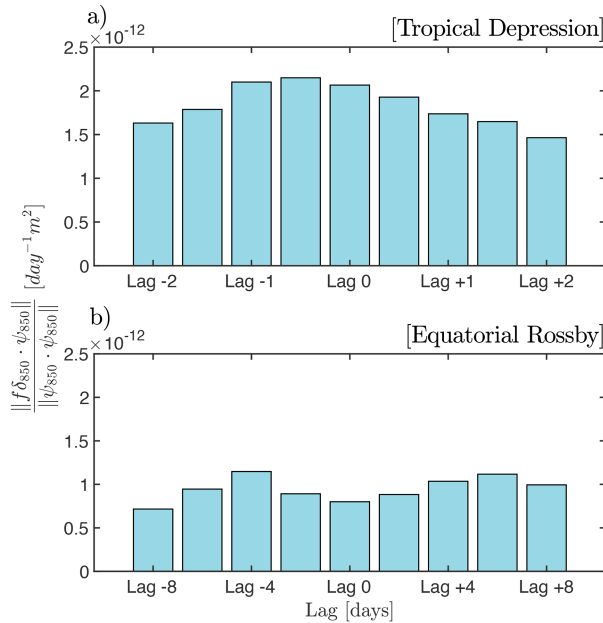 a)
[Tropical Depression]
×10⁻¹²
2.5
2
1.5
1
0.5
0
Lag -2 Lag -1 Lag 0 Lag +1 Lag +2
||fδ₈₅₀ · ψ₈₅₀||
||ψ₈₅₀ · ψ₈₅₀||
[day⁻¹m²]
b)
[Equatorial Rossby]
×10⁻¹²
2.5
2
1.5
1
0.5
0
Lag -8 Lag -4 Lag 0 Lag +4 Lag +8
Lag [days]